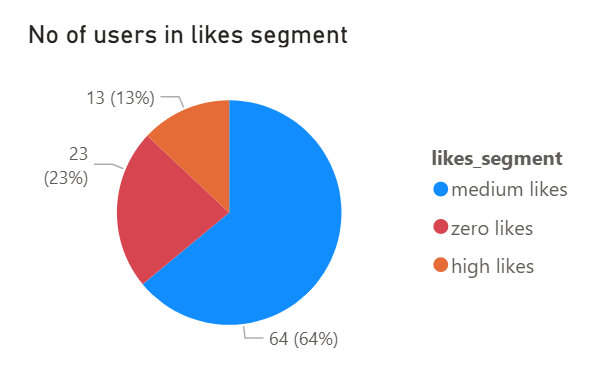 No of users in likes segment
13 (13%)
23
(23%)
64 (64%)
likes_segment
medium likes
zero likes
high likes